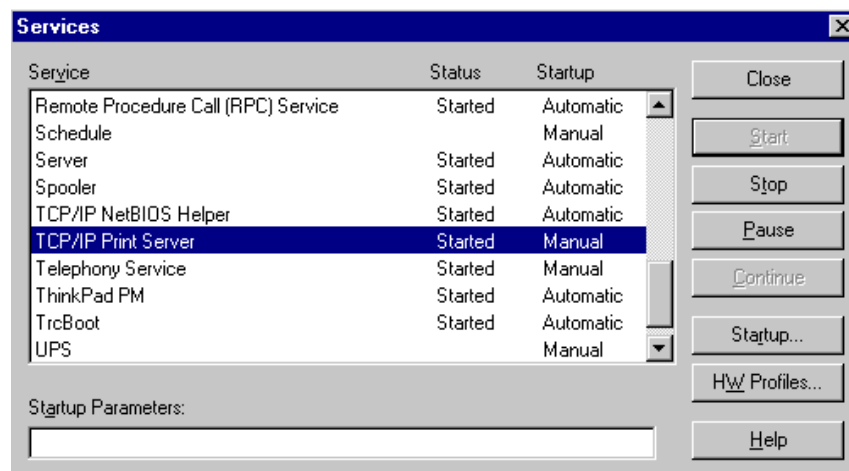 Services
Service Status Startup
Remote Procedure Call (RPC) Service Started Automatic
Schedule Manual
Server Started Automatic
Spooler Started Automatic
TCP/IP NetBIOS Helper Started Automatic
TCP/IP Print Server Started Manual
Telephony Service Started Manual
ThinkPad PM Started Automatic
TrcBoot Started Automatic
UPS Manual
Startup Parameters:
Close
Start
Stop
Pause
Continue
Startup...
HW Profiles...
Help